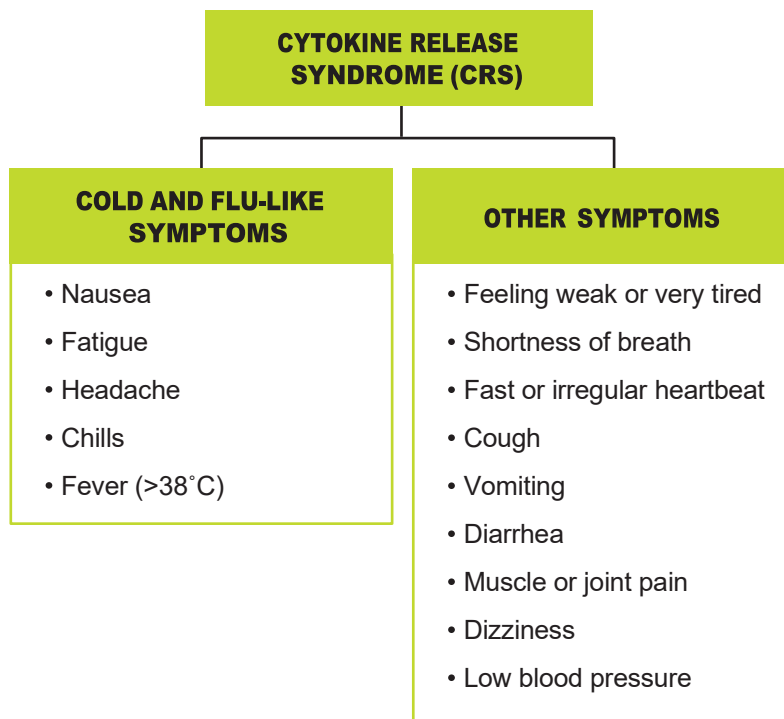 CYTOKINE RELEASE
SYNDROME (CRS)
COLD AND FLU-LIKE
SYMPTOMS
• Nausea
• Fatigue
• Headache
• Chills
• Fever (>38˚C)
OTHER SYMPTOMS
• Feeling weak or very tired
• Shortness of breath
• Fast or irregular heartbeat
• Cough
• Vomiting
• Diarrhea
• Muscle or joint pain
• Dizziness
• Low blood pressure